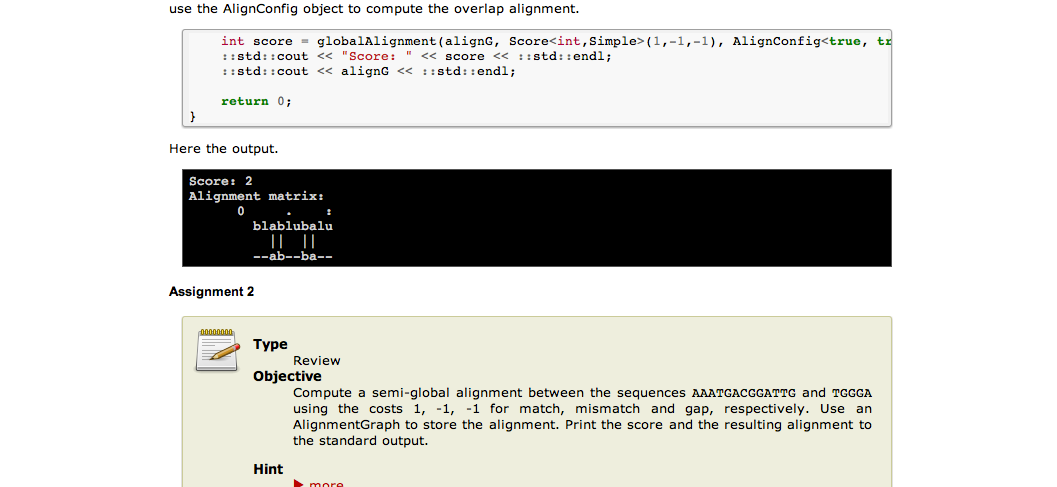 use the AlignConfig object to compute the overlap alignment.
int score = globalAlignment(alignG, Score<int,Simple>(1,-1,-1), AlignConfig<true, tr
::std::cout << "Score: " << score << ::std::endl;
::std::cout << alignG << ::std::endl;
return 0;
}
Here the output.
Score: 2
Alignment matrix:
0     .    :
blablubalu
||  ||
--ab--ba--
Assignment 2
Type
Review
Objective
Compute a semi-global alignment between the sequences AAATGACGGATTG and TGGGA
using the costs 1, -1, -1 for match, mismatch and gap, respectively. Use an
AlignmentGraph to store the alignment. Print the score and the resulting alignment to
the standard output.
Hint
more